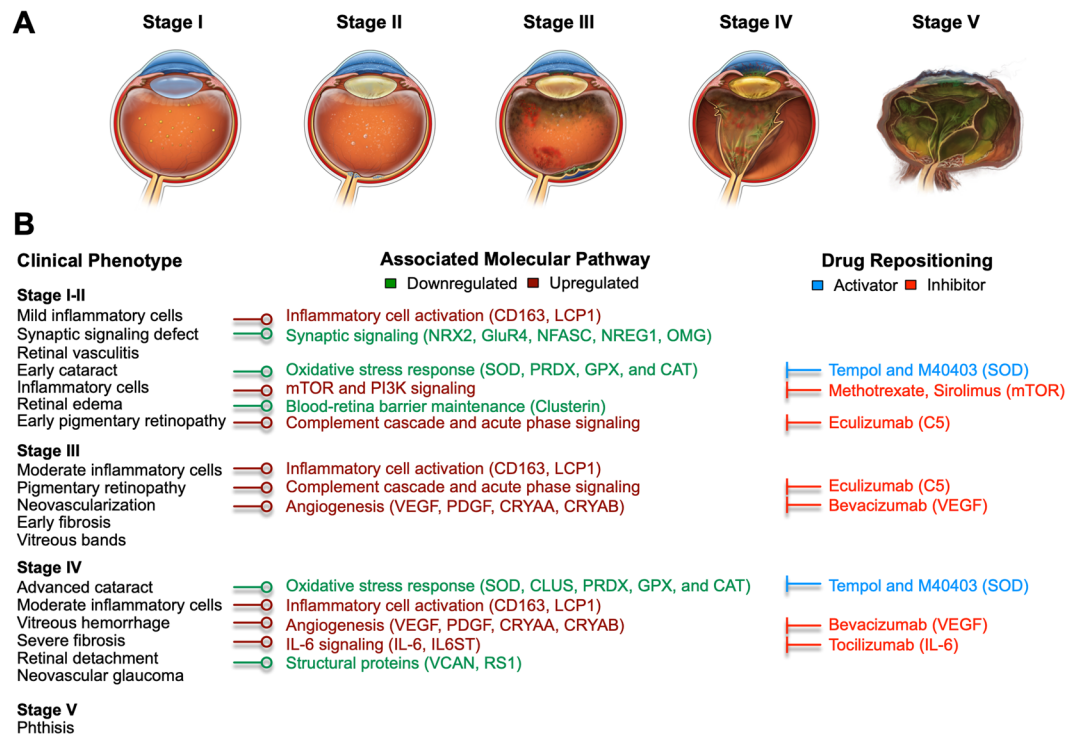 A
Stage I Stage II Stage III Stage IV Stage V
B
Clinical Phenotype Associated Molecular Pathway Drug Repositioning
Downregulated Upregulated Activator Inhibitor
Stage I-II
Mild inflammatory cells Inflammatory cell activation (CD163, LCP1)
Synaptic signaling defect Synaptic signaling (NRX2, GluR4, NFASC, NREG1, OMG)
Retinal vasculitis
Early cataract Oxidative stress response (SOD, PRDX, GPX, and CAT) Tempol and M40403 (SOD)
Inflammatory cells mTOR and PI3K signaling Methotrexate, Sirolimus (mTOR)
Retinal edema Blood-retina barrier maintenance (Clusterin)
Early pigmentary retinopathy Complement cascade and acute phase signaling Eculizumab (C5)
Stage III
Moderate inflammatory cells Inflammatory cell activation (CD163, LCP1)
Pigmentary retinopathy Complement cascade and acute phase signaling Eculizumab (C5)
Neovascularization Angiogenesis (VEGF, PDGF, CRYAA, CRYAB) Bevacizumab (VEGF)
Early fibrosis
Vitreous bands
Stage IV
Advanced cataract Oxidative stress response (SOD, CLUS, PRDX, GPX, and CAT) Tempol and M40403 (SOD)
Moderate inflammatory cells Inflammatory cell activation (CD163, LCP1)
Vitreous hemorrhage Angiogenesis (VEGF, PDGF, CRYAA, CRYAB) Bevacizumab (VEGF)
Severe fibrosis IL-6 signaling (IL-6, IL6ST) Tocilizumab (IL-6)
Retinal detachment Structural proteins (VCAN, RS1)
Neovascular glaucoma
Stage V
Phthisis